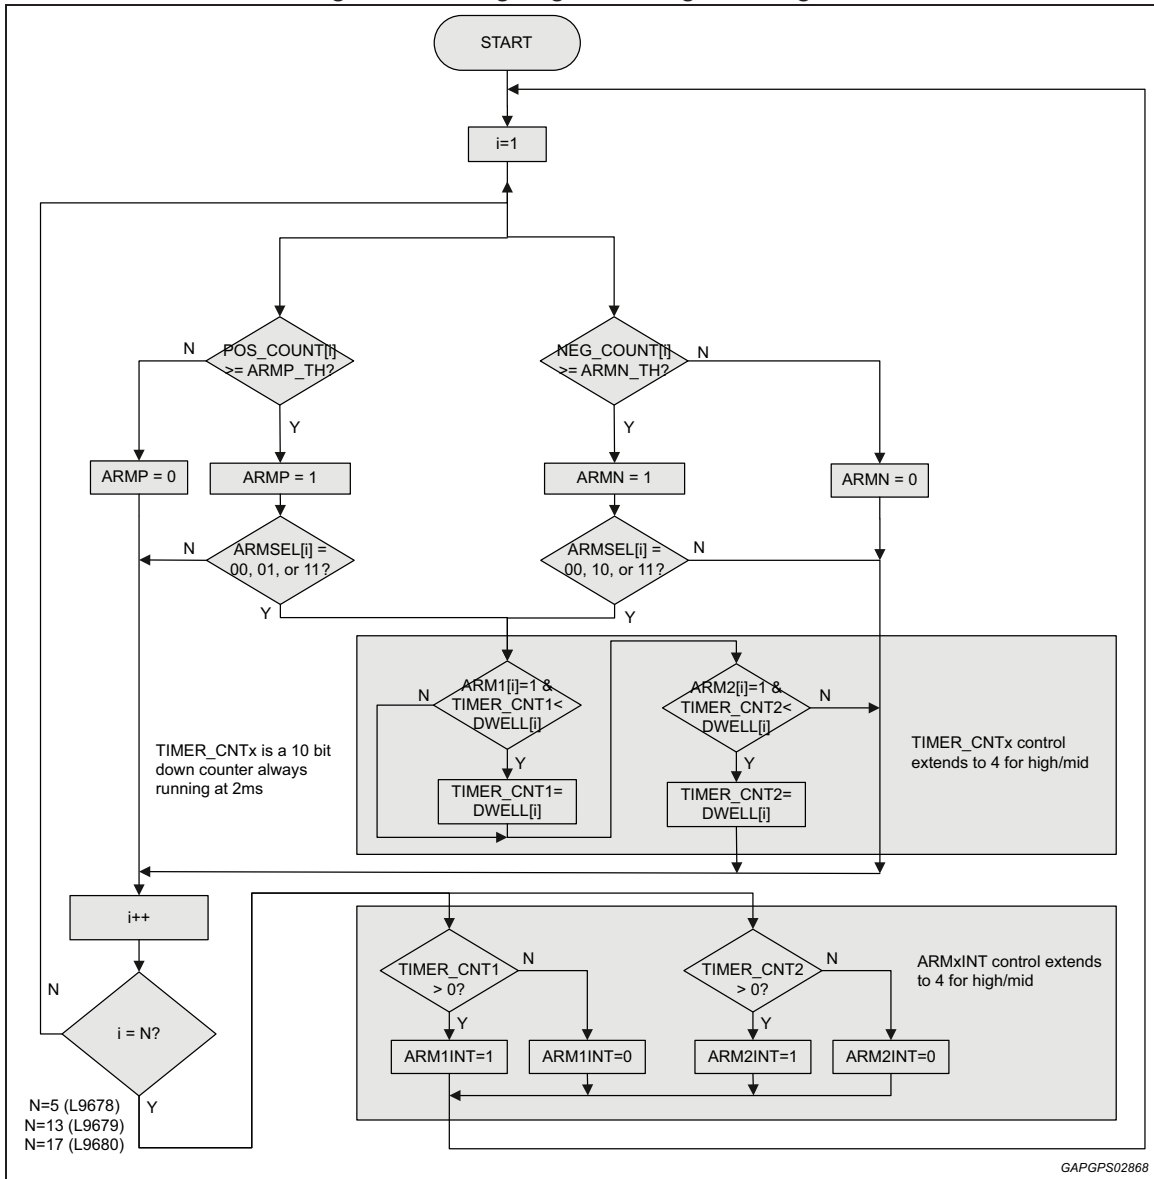 START
i=1
POS_COUNT[i]
>= ARMP_TH?
N
Y
NEG_COUNT[i]
>= ARMN_TH?
N
Y
ARMP = 0
ARMP = 1
ARMN = 1
ARMN = 0
N
ARMSEL[i] =
00, 01, or 11?
Y
ARMSEL[i] =
00, 10, or 11?
N
Y
N
ARM1[i]=1 &
TIMER_CNT1<
DWELL[i]
Y
ARM2[i]=1 &
TIMER_CNT2<
DWELL[i]
N
Y
TIMER_CNTx is a 10 bit
down counter always
running at 2ms
TIMER_CNT1=
DWELL[i]
TIMER_CNT2=
DWELL[i]
TIMER_CNTx control
extends to 4 for high/mid
i++
N
i = N?
Y
N=5 (L9678)
N=13 (L9679)
N=17 (L9680)
TIMER_CNT1
> 0?
N
Y
TIMER_CNT2
> 0?
N
Y
ARMxINT control extends
to 4 for high/mid
ARM1INT=1
ARM1INT=0
ARM2INT=1
ARM2INT=0
GAPGPS02868